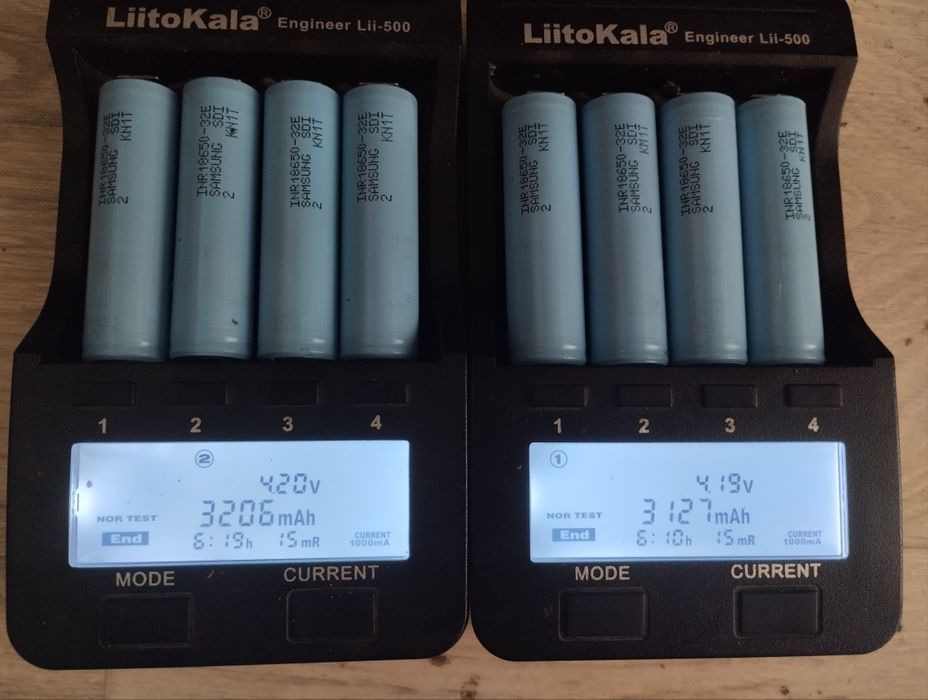 LiitoKala® Engineer Lii-500
INR18650-32E
SAMSUNG SDI
2 KN1T
INR18650-32E
SAMSUNG SDI
2 KN1T
INR18650-32E
SAMSUNG SDI
2 KN1T
INR18650-32E
SAMSUNG SDI
2 KN1T
1 2 3 4
②
4.20v
NOR TEST 3206mAh
End 6:19h 15mR CURRENT 1000mA
MODE CURRENT
LiitoKala® Engineer Lii-500
INR18650-32E
SAMSUNG SDI
2 KN1T
INR18650-32E
SAMSUNG SDI
2 KN1T
INR18650-32E
SAMSUNG SDI
2 KN1T
INR18650-32E
SAMSUNG SDI
2 KN1T
1 2 3 4
①
4.19v
NOR TEST 3127mAh
End 6:10h 15mR CURRENT 1000mA
MODE CURRENT